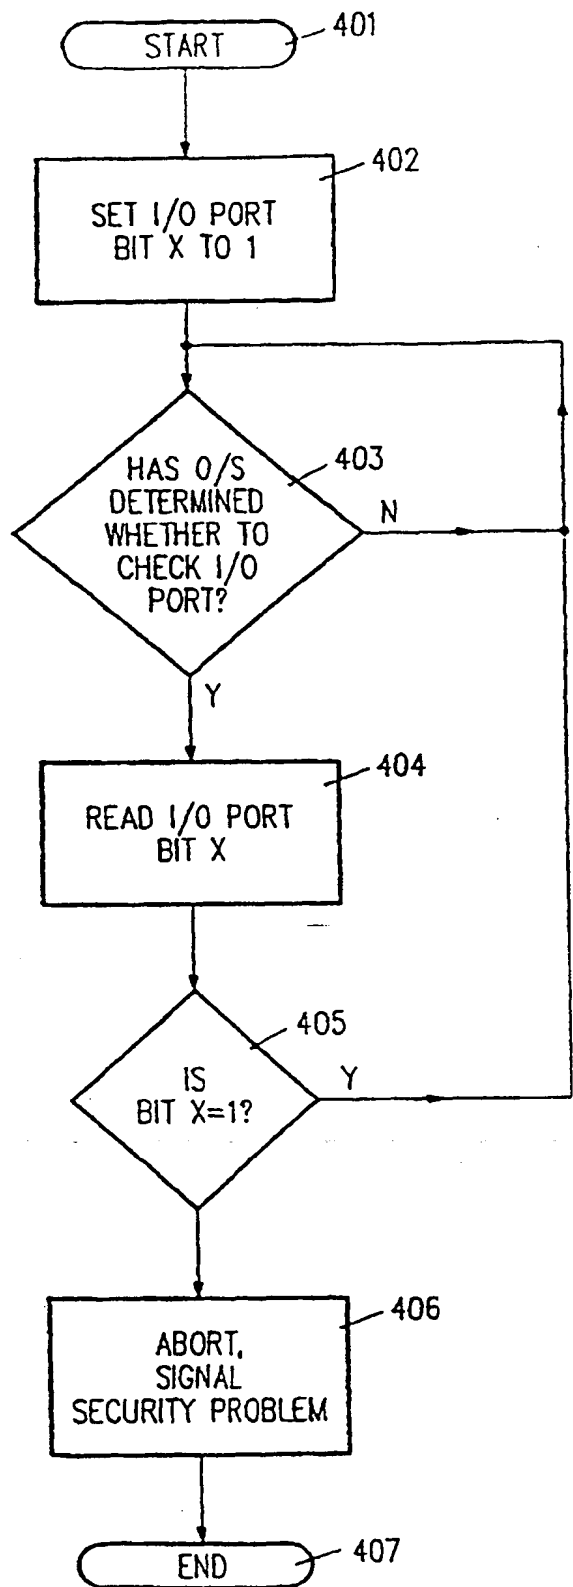 START
401
402
SET I/O PORT
BIT X TO 1
403
HAS O/S
DETERMINED
WHETHER TO
CHECK I/O
PORT?
N
Y
404
READ I/O PORT
BIT X
405
IS
BIT X=1?
Y
406
ABORT,
SIGNAL
SECURITY PROBLEM
END
407